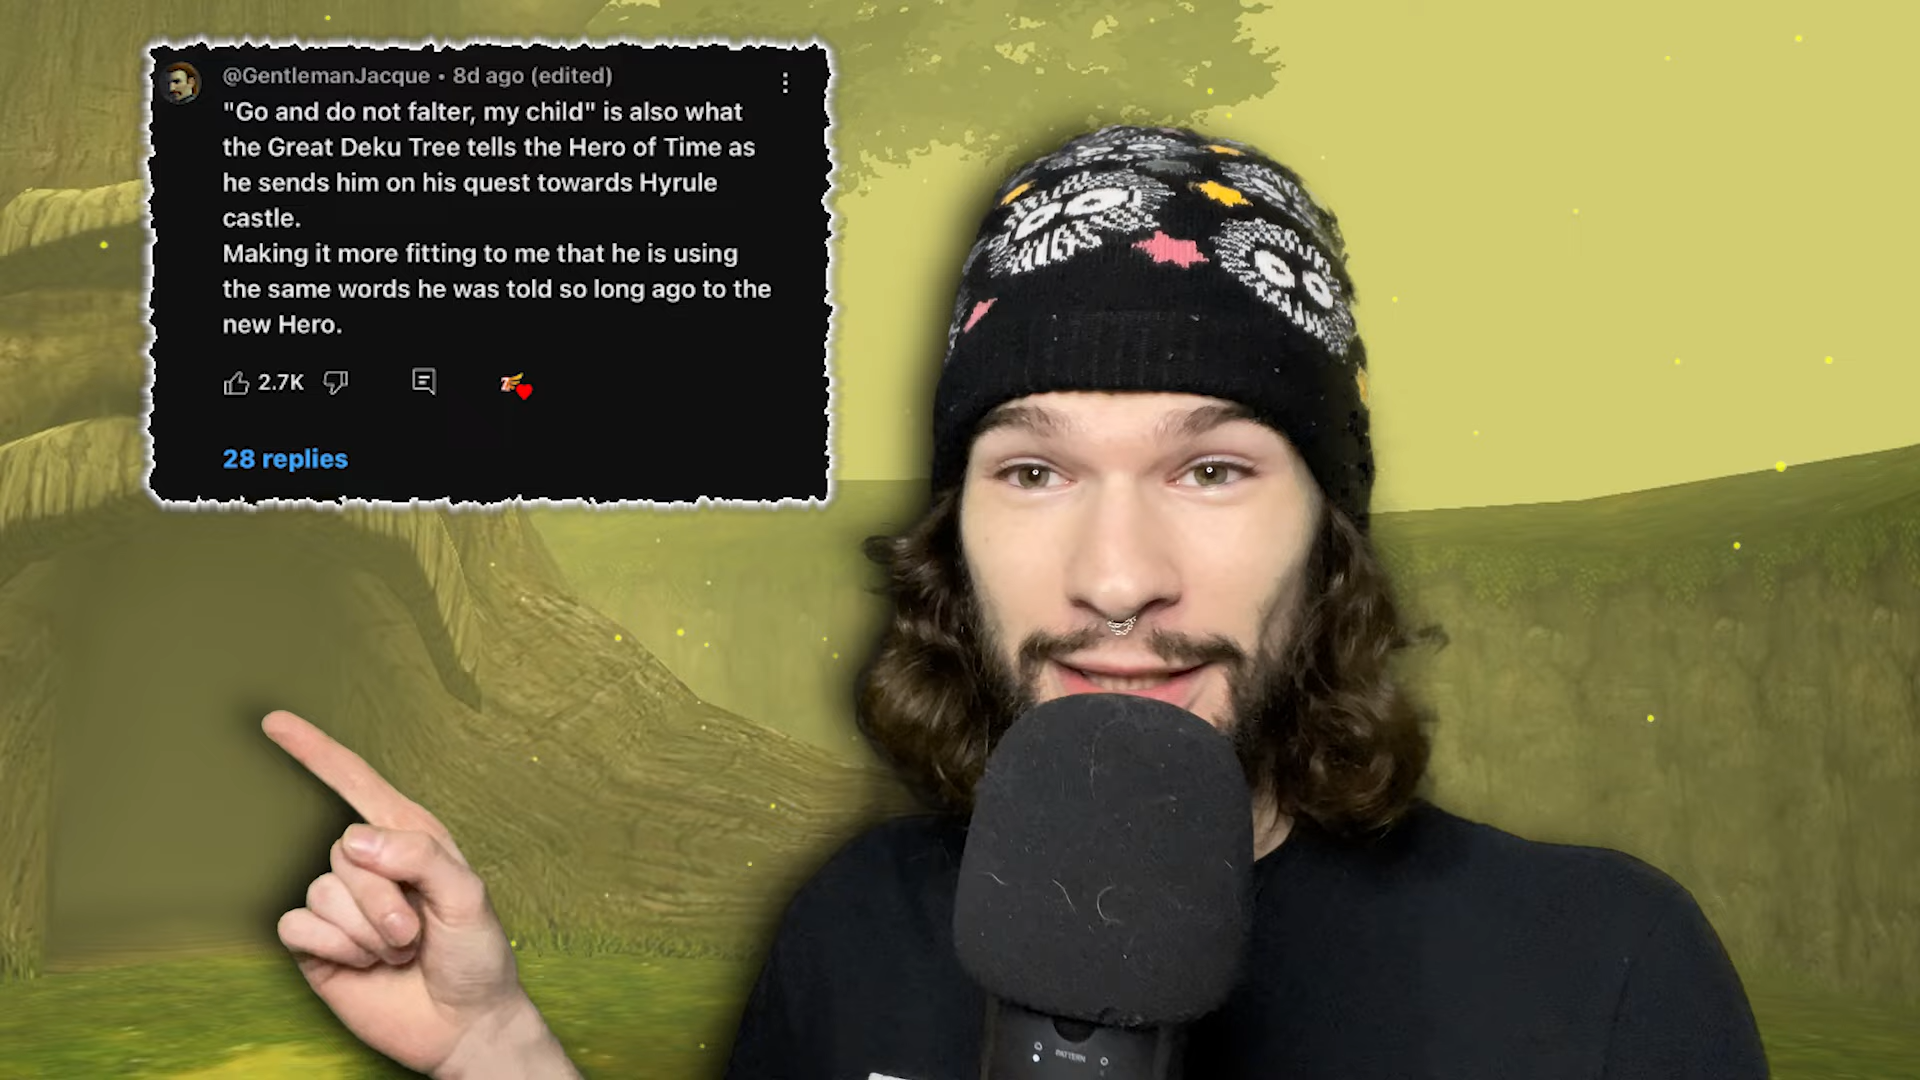 @GentlemanJacque • 8d ago (edited)
"Go and do not falter, my child" is also what
the Great Deku Tree tells the Hero of Time as
he sends him on his quest towards Hyrule
castle.
Making it more fitting to me that he is using
the same words he was told so long ago to the
new Hero.
2.7K
28 replies
PATTERN